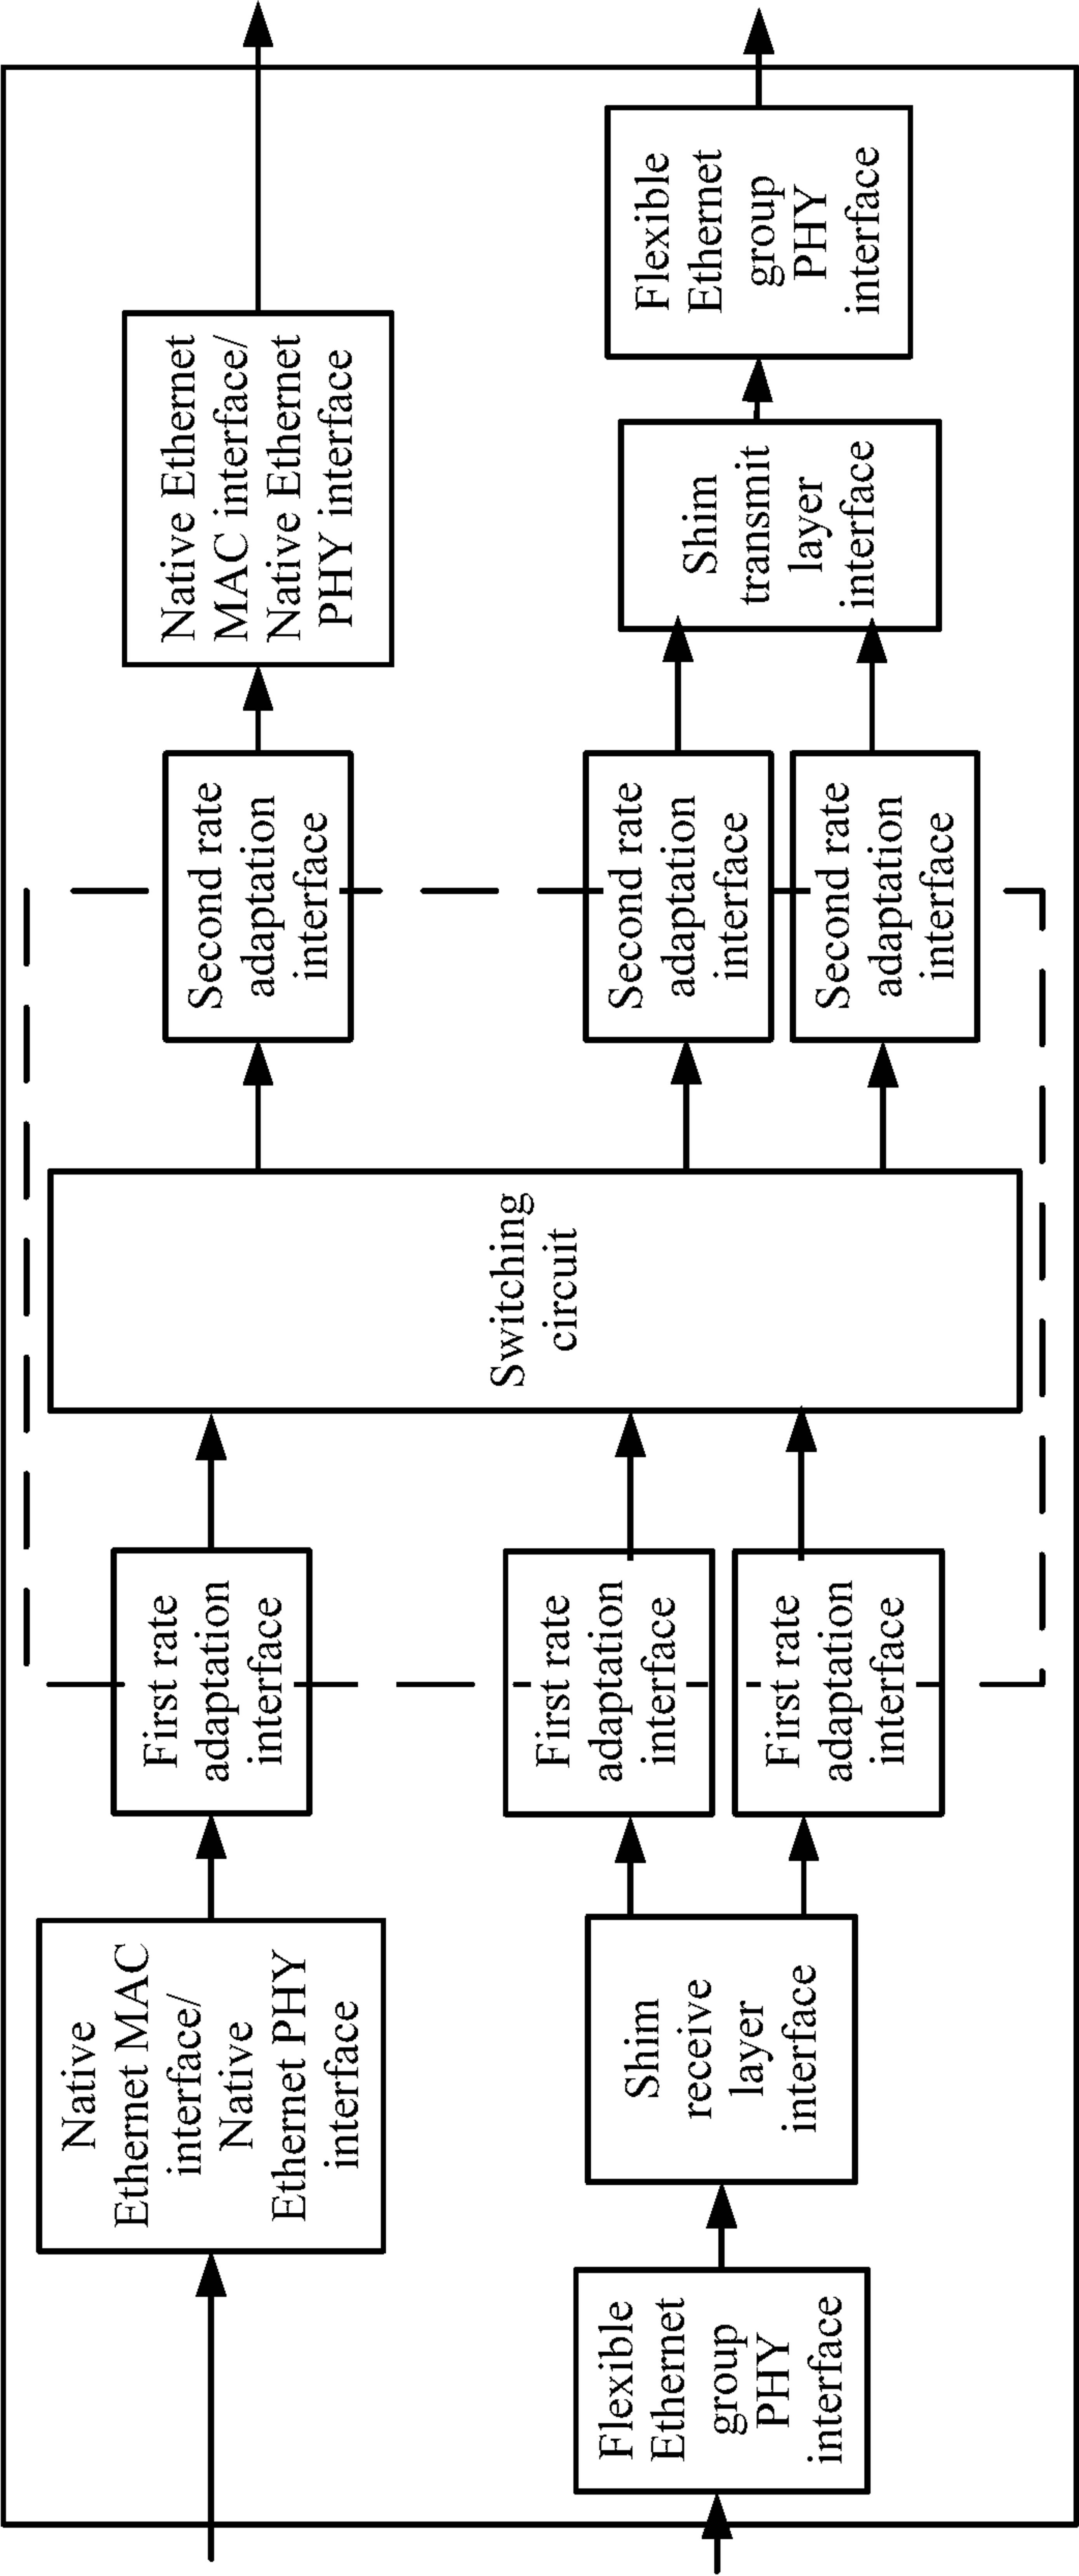 Native
Ethernet MAC
interface/
Native
Ethernet PHY
interface
First rate
adaptation
interface
Second rate
adaptation
interface
Native Ethernet
MAC interface/
Native Ethernet
PHY interface
Switching
circuit
Flexible
Ethernet
group
PHY
interface
Shim
receive
layer
interface
First rate
adaptation
interface
First rate
adaptation
interface
Second rate
adaptation
interface
Second rate
adaptation
interface
Shim
transmit
layer
interface
Flexible
Ethernet
group
PHY
interface